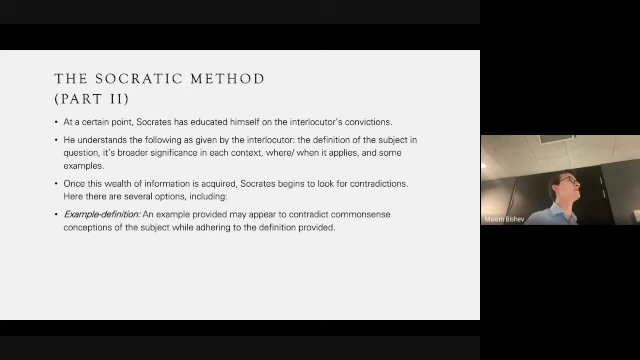 THE SOCRATIC METHOD
(PART II)
• At a certain point, Socrates has educated himself on the interlocutor's convictions.
• He understands the following as given by the interlocutor: the definition of the subject in
question, it's broader significance in each context, where/ when it applies, and some
examples.
• Once this wealth of information is acquired, Socrates begins to look for contradictions.
Here there are several options, including:
• Example-definition: An example provided may appear to contradict commonsense
conceptions of the subject while adhering to the definition provided.
Maxim Bishev